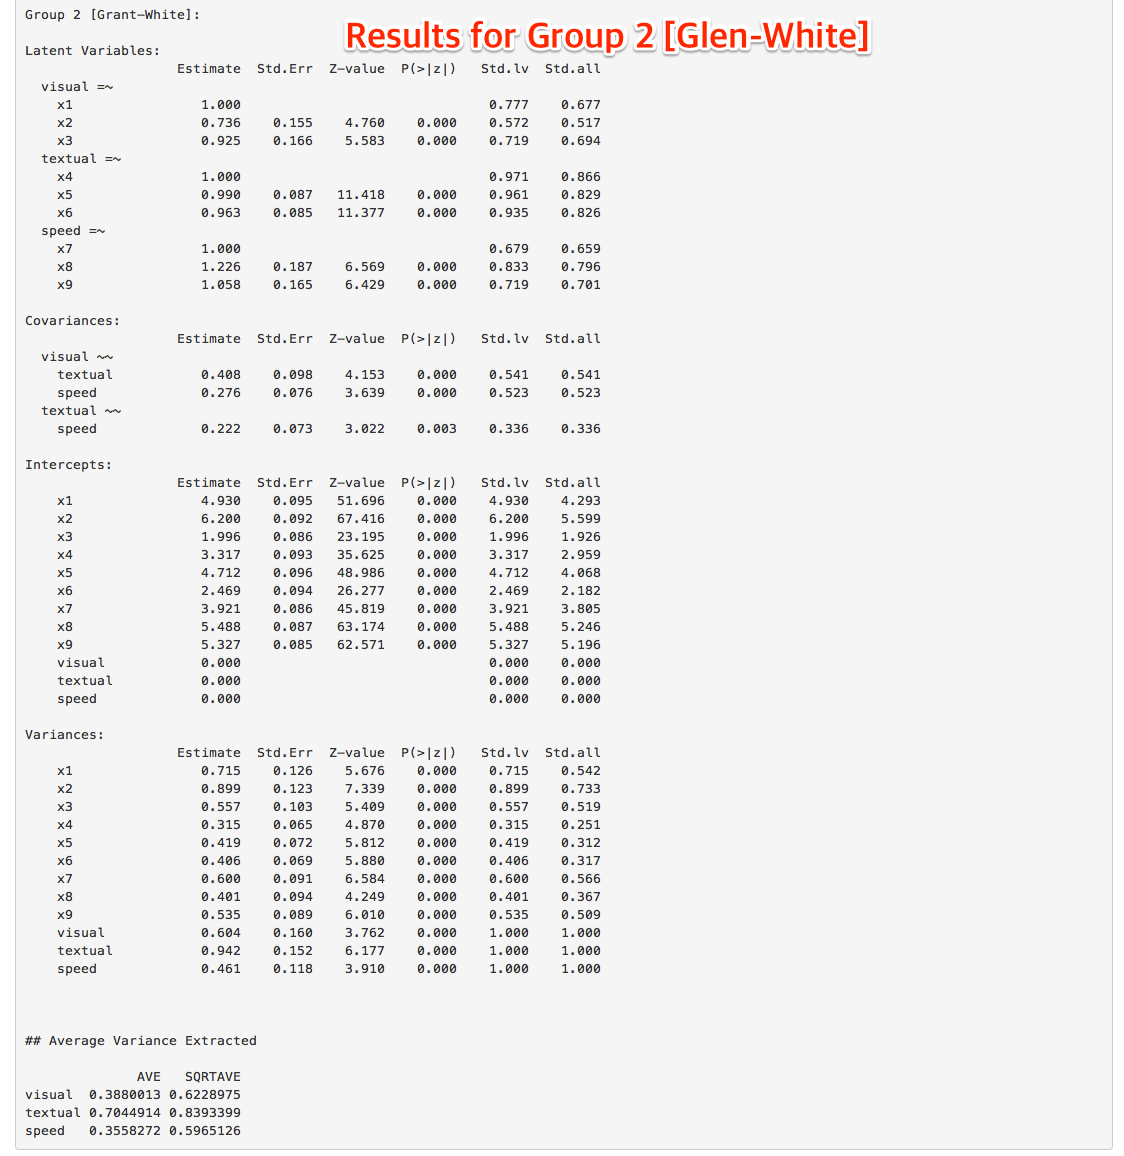 Group 2 [Grant-White]:
Results for Group 2 [Glen-White]
Latent Variables:
Estimate Std.Err Z-value P(>|z|) Std.lv Std.all
visual =~
x1 1.000 0.777 0.677
x2 0.736 0.155 4.760 0.000 0.572 0.517
x3 0.925 0.166 5.583 0.000 0.719 0.694
textual =~
x4 1.000 0.971 0.866
x5 0.990 0.087 11.418 0.000 0.961 0.829
x6 0.963 0.085 11.377 0.000 0.935 0.826
speed =~
x7 1.000 0.679 0.659
x8 1.226 0.187 6.569 0.000 0.833 0.796
x9 1.058 0.165 6.429 0.000 0.719 0.701
Covariances:
Estimate Std.Err Z-value P(>|z|) Std.lv Std.all
visual ~~
textual 0.408 0.098 4.153 0.000 0.541 0.541
speed 0.276 0.076 3.639 0.000 0.523 0.523
textual ~~
speed 0.222 0.073 3.022 0.003 0.336 0.336
Intercepts:
Estimate Std.Err Z-value P(>|z|) Std.lv Std.all
x1 4.930 0.095 51.696 0.000 4.930 4.293
x2 6.200 0.092 67.416 0.000 6.200 5.599
x3 1.996 0.086 23.195 0.000 1.996 1.926
x4 3.317 0.093 35.625 0.000 3.317 2.959
x5 4.712 0.096 48.986 0.000 4.712 4.068
x6 2.469 0.094 26.277 0.000 2.469 2.182
x7 3.921 0.086 45.819 0.000 3.921 3.805
x8 5.488 0.087 63.174 0.000 5.488 5.246
x9 5.327 0.085 62.571 0.000 5.327 5.196
visual 0.000 0.000 0.000
textual 0.000 0.000 0.000
speed 0.000 0.000 0.000
Variances:
Estimate Std.Err Z-value P(>|z|) Std.lv Std.all
x1 0.715 0.126 5.676 0.000 0.715 0.542
x2 0.899 0.123 7.339 0.000 0.899 0.733
x3 0.557 0.103 5.409 0.000 0.557 0.519
x4 0.315 0.065 4.870 0.000 0.315 0.251
x5 0.419 0.072 5.812 0.000 0.419 0.312
x6 0.406 0.069 5.880 0.000 0.406 0.317
x7 0.600 0.091 6.584 0.000 0.600 0.566
x8 0.401 0.094 4.249 0.000 0.401 0.367
x9 0.535 0.089 6.010 0.000 0.535 0.509
visual 0.604 0.160 3.762 0.000 1.000 1.000
textual 0.942 0.152 6.177 0.000 1.000 1.000
speed 0.461 0.118 3.910 0.000 1.000 1.000
## Average Variance Extracted
AVE SQRTAVE
visual 0.3880013 0.6228975
textual 0.7044914 0.8393399
speed 0.3558272 0.5965126